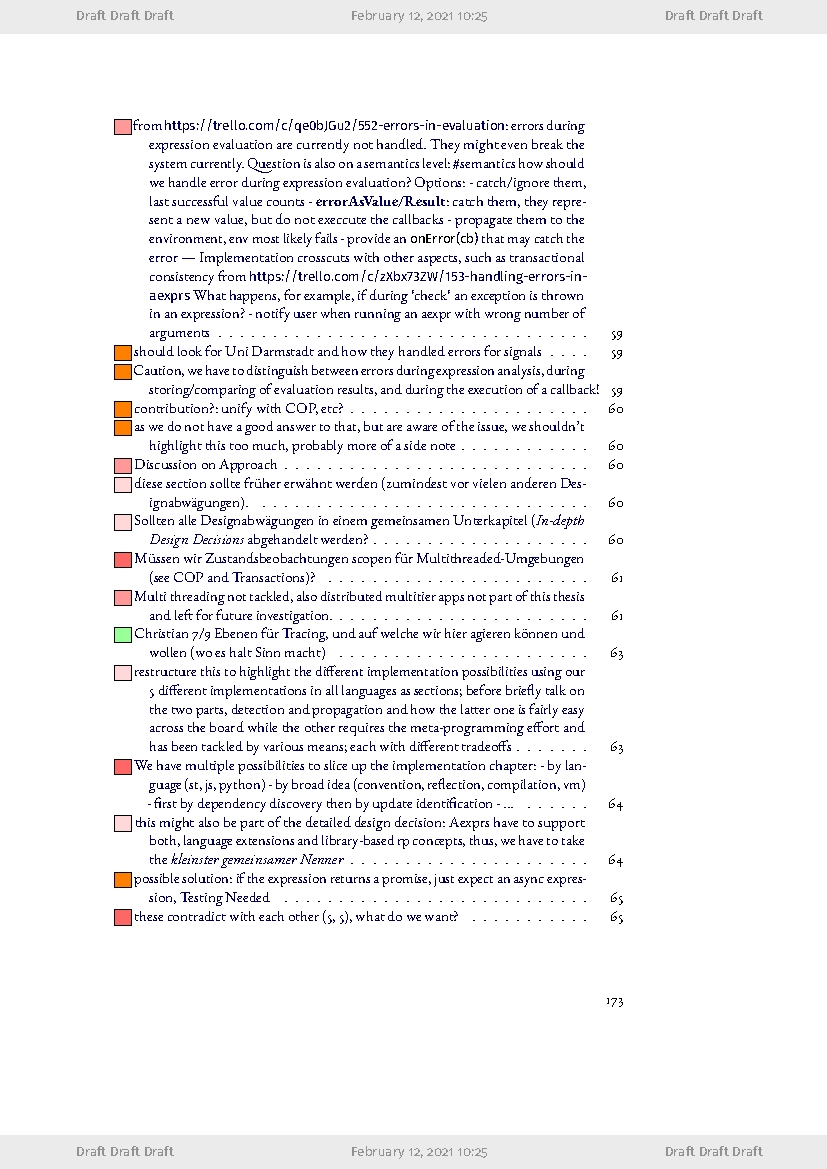 Draft Draft Draft February 12, 2021 10:25 Draft Draft Draft
from https://trello.com/c/qe0bJGu2/552-errors-in-evaluation: errors during
expression evaluation are currently not handled. They might even break the
system currently. Question is also on a semantics level: #semantics how should
we handle error during expression evaluation? Options: - catch/ignore them,
last successful value counts - errorAsValue/Result: catch them, they repre-
sent a new value, but do not execcute the callbacks - propagate them to the
environment, env most likely fails - provide an onError(cb) that may catch the
error — Implementation crosscuts with other aspects, such as transactional
consistency from https://trello.com/c/zXbx73ZW/153-handling-errors-in-
aexprs What happens, for example, if during ‘check‘ an exception is thrown
in an expression? - notify user when running an aexpr with wrong number of
arguments . . . . . . . . . . . . . . . . . . . . . . . . . . . . . 59
should look for Uni Darmstadt and how they handled errors for signals . . . . 59
Caution, we have to distinguish between errors during expression analysis, during
storing/comparing of evaluation results, and during the execution of a callback! 59
contribution?: unify with COP, etc? . . . . . . . . . . . . . . . . . . . 60
as we do not have a good answer to that, but are aware of the issue, we shouldn’t
highlight this too much, probably more of a side note . . . . . . . . . . 60
Discussion on Approach . . . . . . . . . . . . . . . . . . . . . . . . 60
diese section sollte früher erwähnt werden (zumindest vor vielen anderen Des-
ignabwägungen). . . . . . . . . . . . . . . . . . . . . . . . . . . 60
Sollten alle Designabwägungen in einem gemeinsamen Unterkapitel (In-depth
Design Decisions abgehandelt werden? . . . . . . . . . . . . . . . . . 60
Müssen wir Zustandsbeobachtungen scopen für Multithreaded-Umgebungen
(see COP and Transactions)? . . . . . . . . . . . . . . . . . . . . . 61
Multi threading not tackled, also distributed multitier apps not part of this thesis
and left for future investigation. . . . . . . . . . . . . . . . . . . . . 61
Christian 7/9 Ebenen für Tracing, und auf welche wir hier agieren können und
wollen (wo es halt Sinn macht) . . . . . . . . . . . . . . . . . . . . 63
restructure this to highlight the different implementation possibilities using our
5 different implementations in all languages as sections; before briefly talk on
the two parts, detection and propagation and how the latter one is fairly easy
across the board while the other requires the meta-programming effort and
has been tackled by various means; each with different tradeoffs . . . . . . 63
We have multiple possibilities to slice up the implementation chapter: - by lan-
guage (st, js, python) - by broad idea (convention, reflection, compilation, vm)
- first by dependency discovery then by update identification - ... . . . . . . 64
this might also be part of the detailed design decision: Aexprs have to support
both, language extensions and library-based rp concepts, thus, we have to take
the kleinster gemeinsamer Nenner . . . . . . . . . . . . . . . . . . . 64
possible solution: if the expression returns a promise, just expect an async expres-
sion, Testing Needed . . . . . . . . . . . . . . . . . . . . . . . . 65
these contradict with each other (5, 5), what do we want? . . . . . . . . . . 65
173
Draft Draft Draft February 12, 2021 10:25 Draft Draft Draft